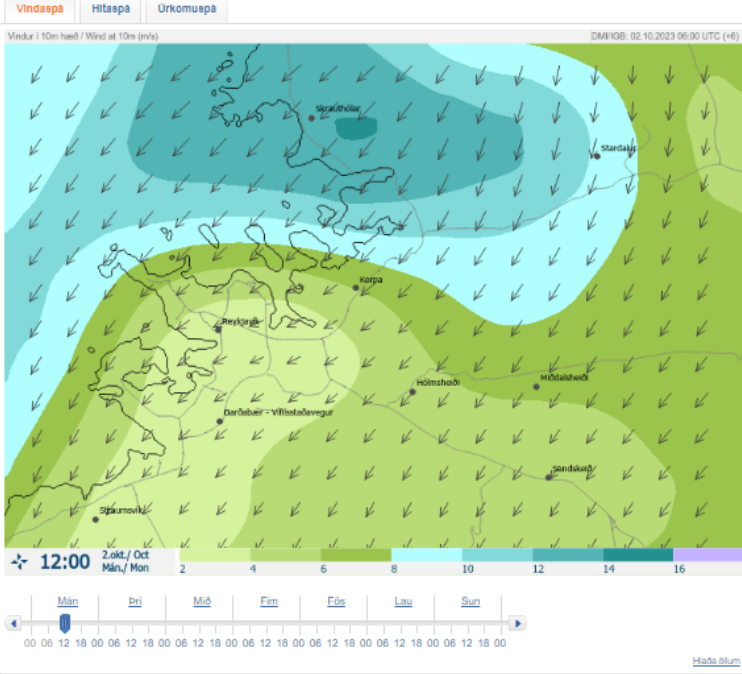 Vindaspá Hitaspá Úrkomuspá
Vindur í 10m hæð / Wind at 10m (m/s) DMI/IGB: 02.10.2023 06:00 UTC (+6)
Skrauthólar
Stardalur
Korpa
Reykjavík
Hólmsheiði
Miðdalsheiði
Garðabær - Vífilsstaðavegur
Sandskeið
Straumsvík
12:00 2.okt./ Oct
Mán./ Mon
2 4 6 8 10 12 14 16
Mán Þri Mið Fim Fös Lau Sun
00 06 12 18 00 06 12 18 00 06 12 18 00 06 12 18 00 06 12 18 00 06 12 18 00 06 12 18 00
Hlaða öllum